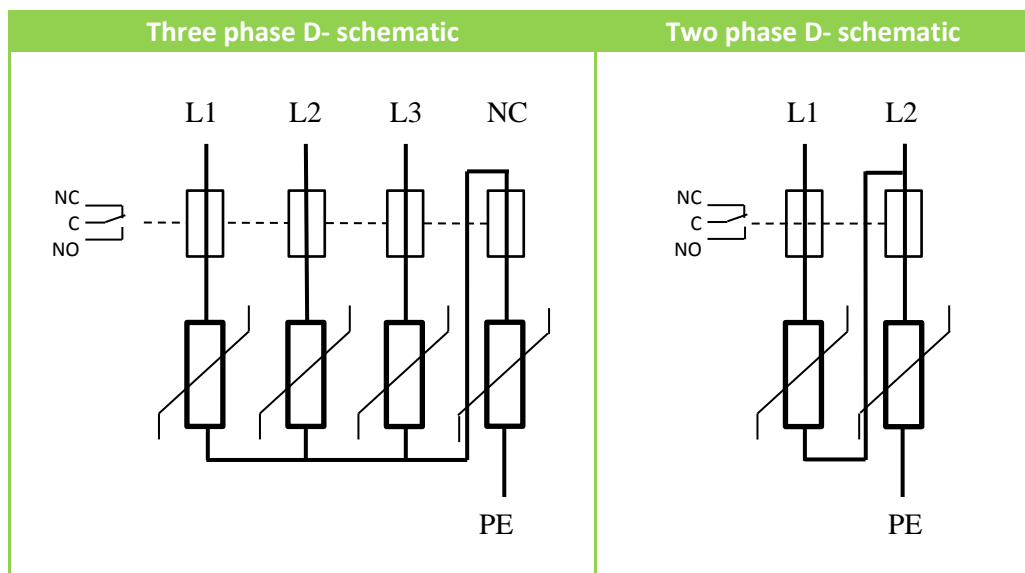 Three phase D- schematic
Two phase D- schematic
L1 L2 L3 NC
L1 L2
NC
C
NO
NC
C
NO
PE
PE